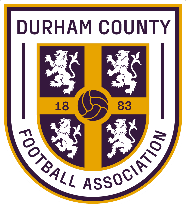 DURHAM COUNTY
18 83
FOOTBALL ASSOCIATION